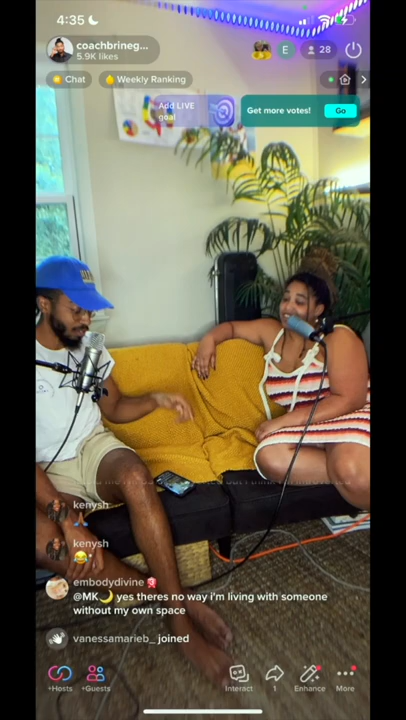 4:35
coachbrineg...
5.9K likes
E
28
Chat
Weekly Ranking
Add LIVE
goal
Get more votes!
Go
kenysh
kenysh
embodydivine
@MK🌙 yes theres no way i'm living with someone
without my own space
vanessamarieb_ joined
+Hosts
+Guests
Interact
1
Enhance
More